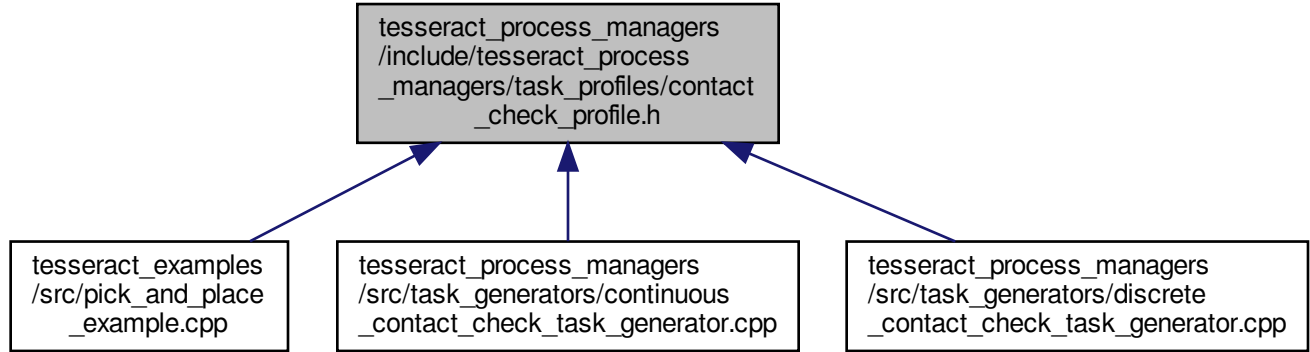 tesseract_process_managers
/include/tesseract_process
_managers/task_profiles/contact
_check_profile.h
tesseract_examples
/src/pick_and_place
_example.cpp
tesseract_process_managers
/src/task_generators/continuous
_contact_check_task_generator.cpp
tesseract_process_managers
/src/task_generators/discrete
_contact_check_task_generator.cpp